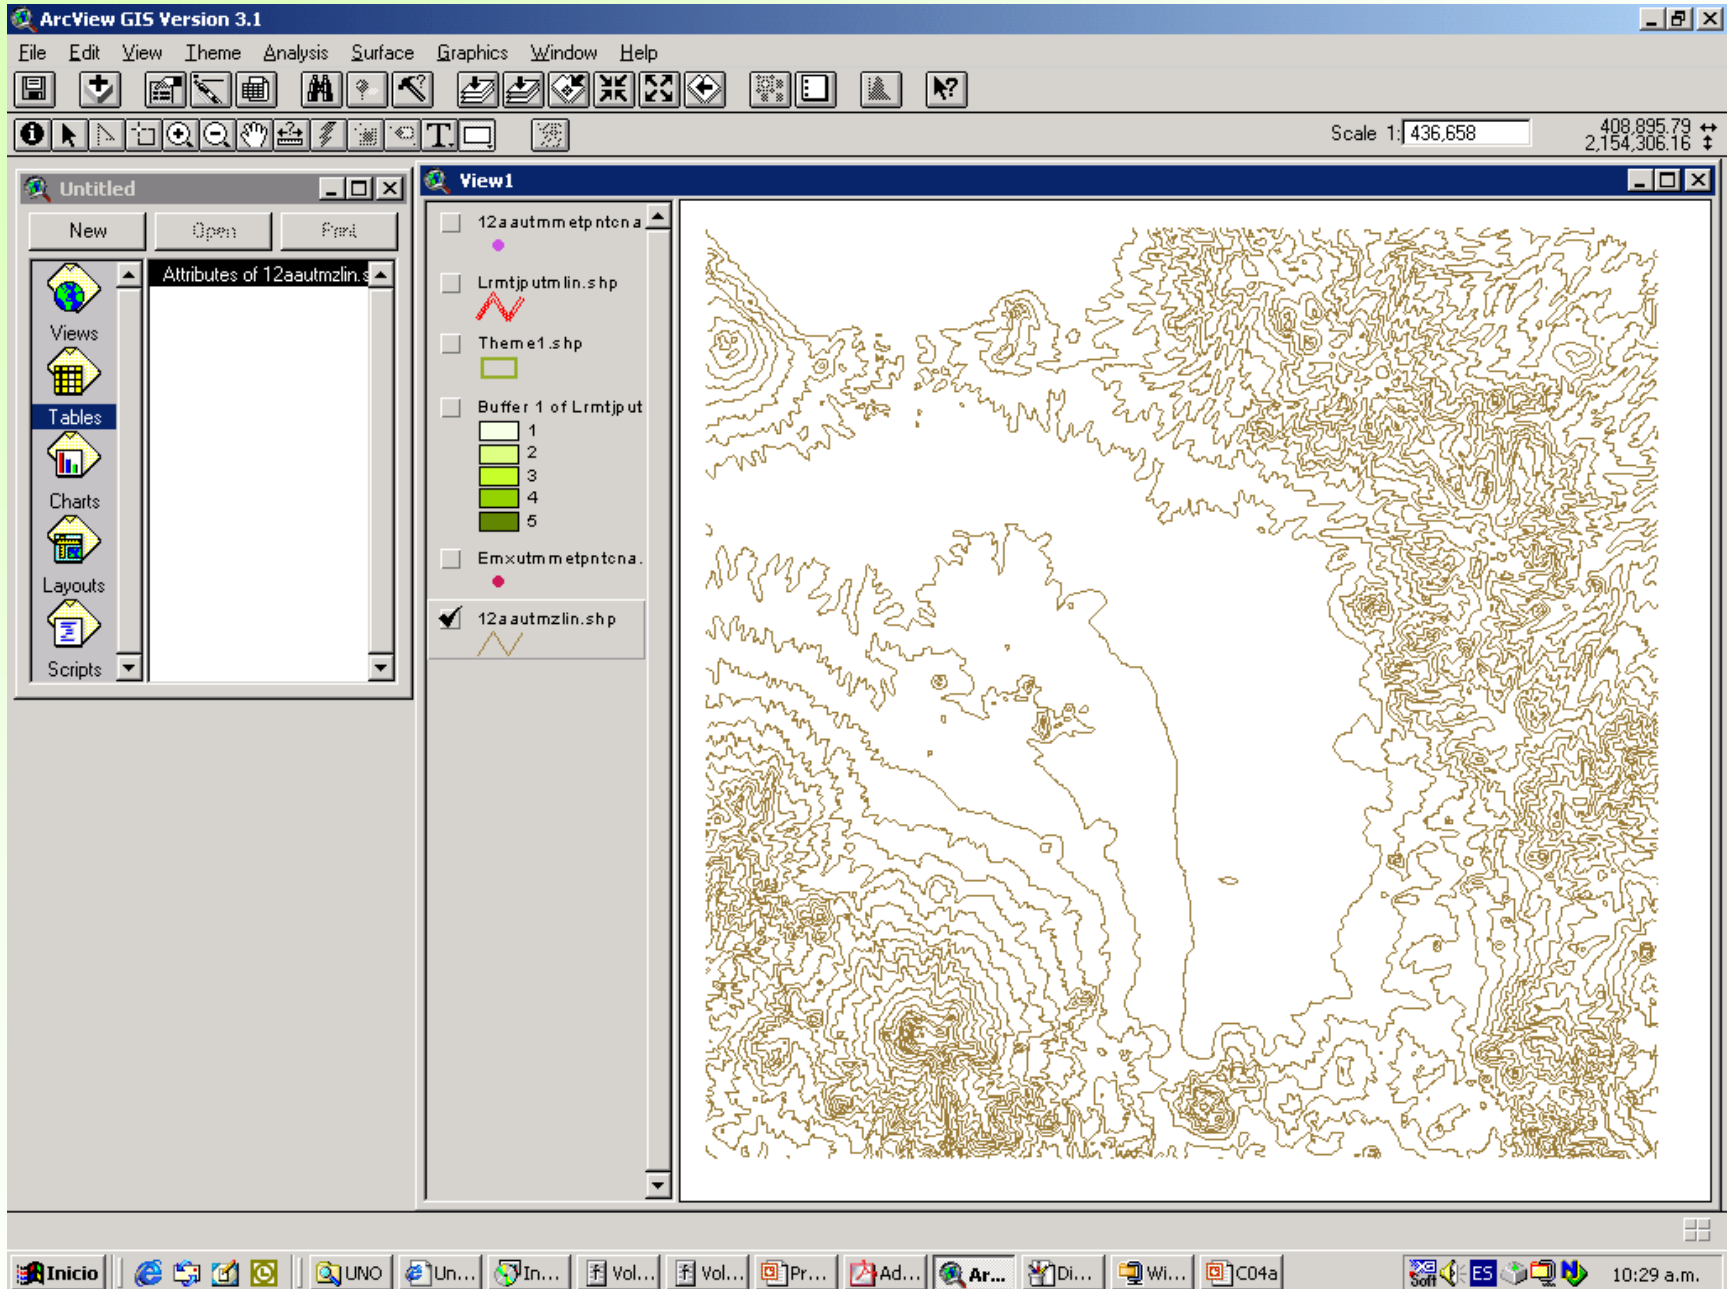 ArcView GIS Version 3.1
File Edit View Theme Analysis Surface Graphics Window Help
Scale 1: 436,658
408,895.79
2,154,306.16
Untitled
New Open Print
Attributes of 12aautmzlin.s
Views
Tables
Charts
Layouts
Scripts
View1
12aautmmetpntcna
Lrmtjputmlin.shp
Theme1.shp
Buffer 1 of Lrmtjput
1
2
3
4
5
Emxutmmetpntcna.
12aautmzlin.shp
Inicio UNO Un... In... Vol... Vol... Pr... Ad... Ar... Di... Wi... C04a Soft ES 10:29 a.m.